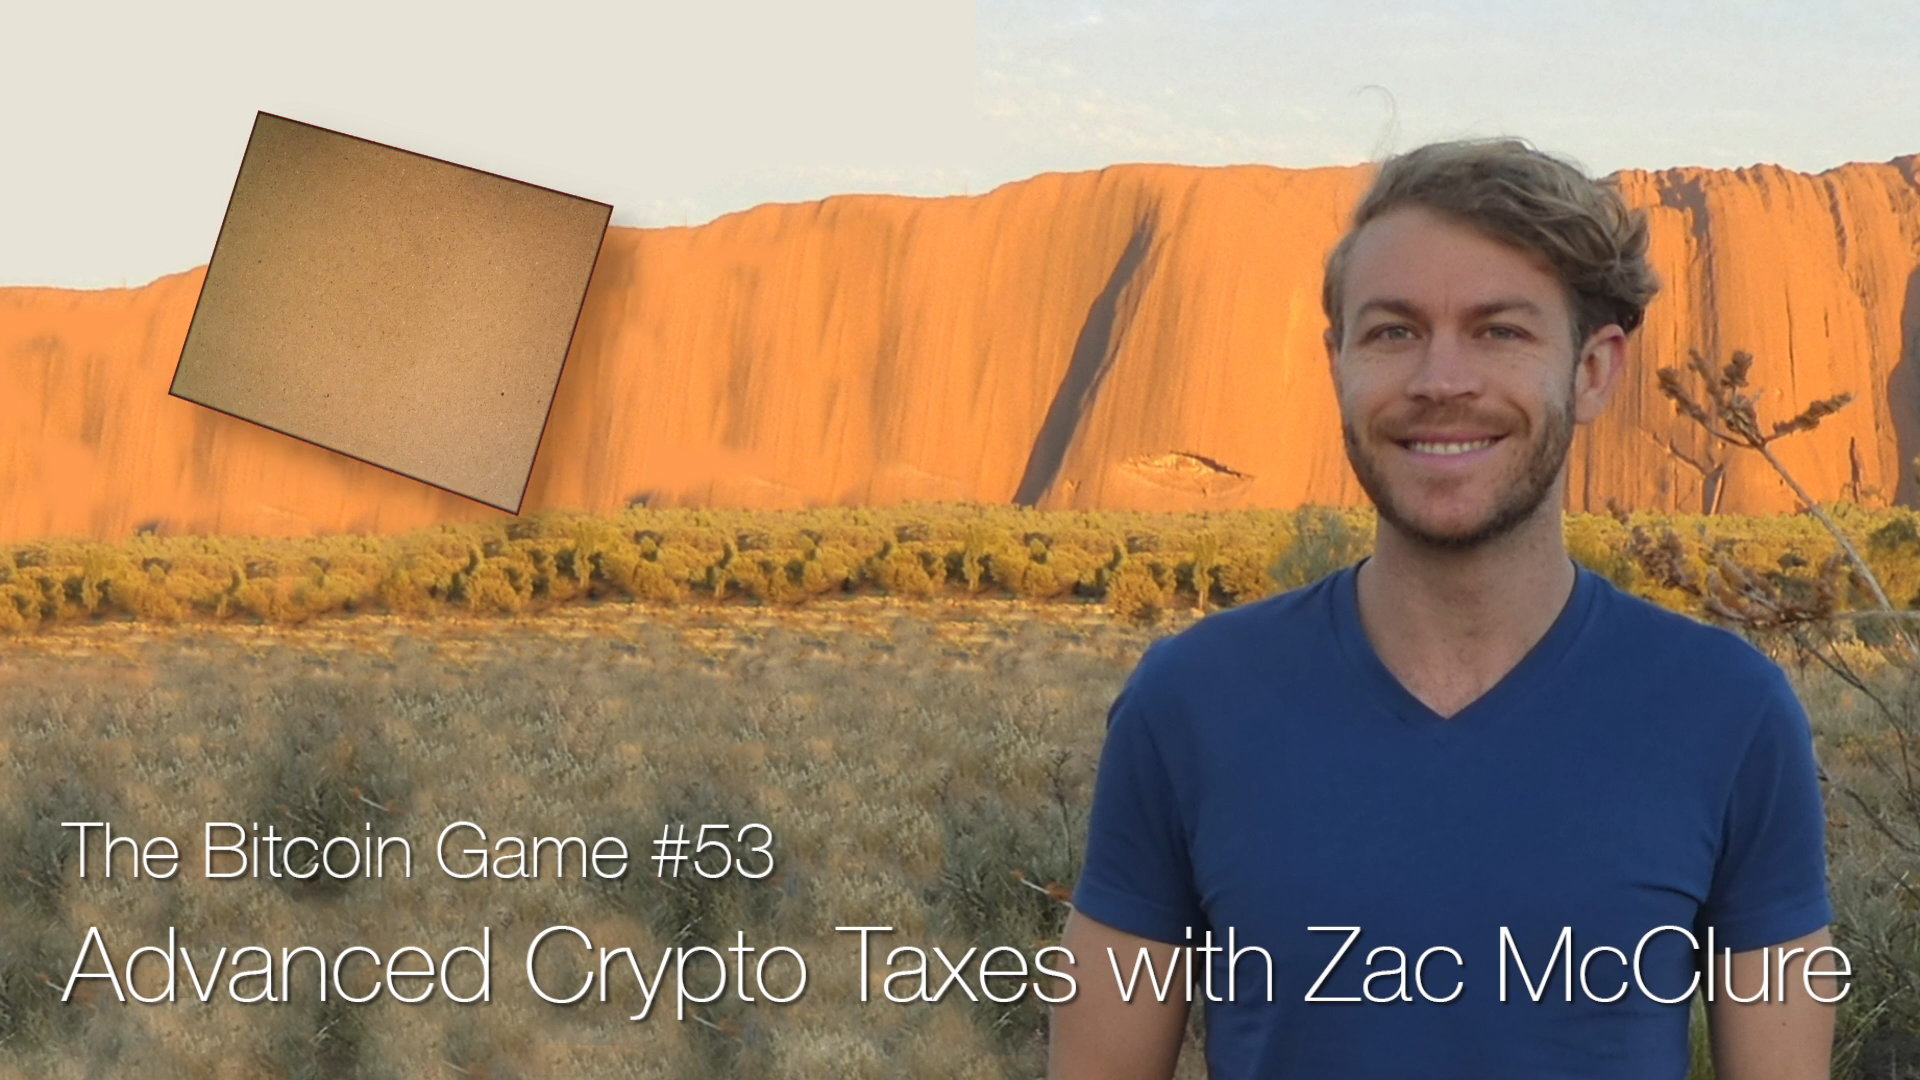 The Bitcoin Game #53
Advanced Crypto Taxes with Zac McClure